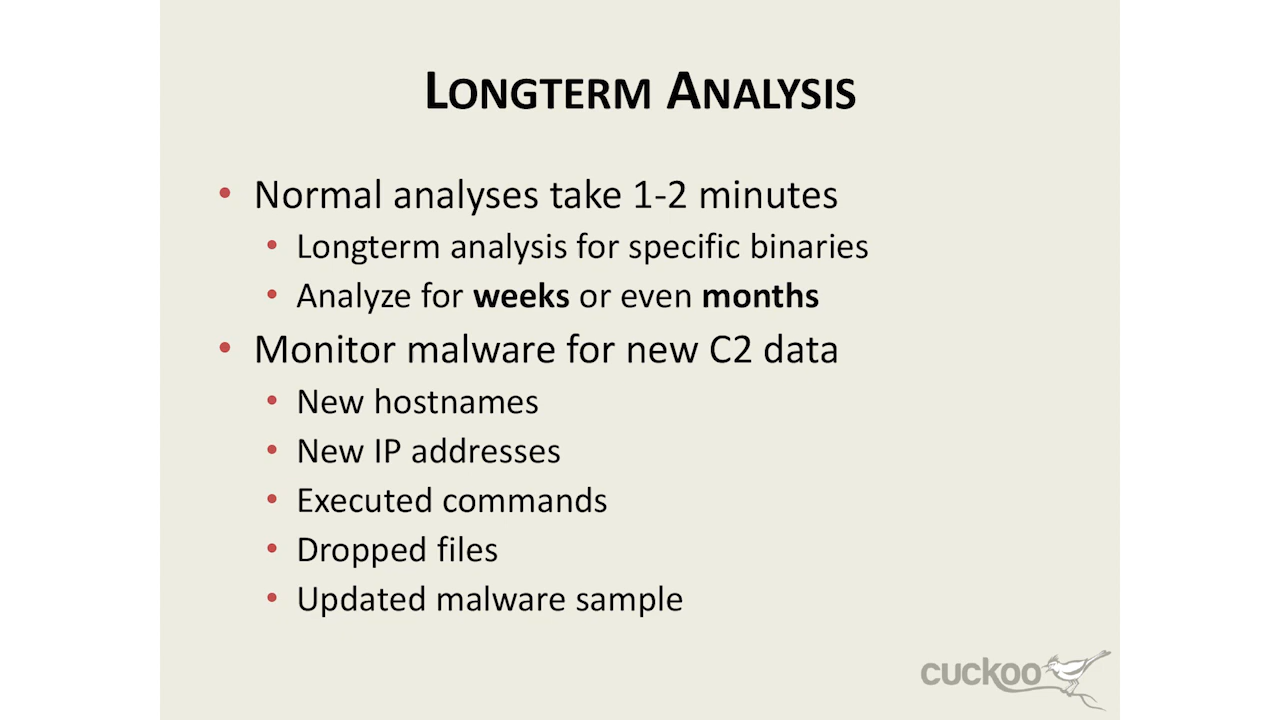 LONGTERM ANALYSIS
• Normal analyses take 1-2 minutes
• Longterm analysis for specific binaries
• Analyze for weeks or even months
• Monitor malware for new C2 data
• New hostnames
• New IP addresses
• Executed commands
• Dropped files
• Updated malware sample
cuckoo